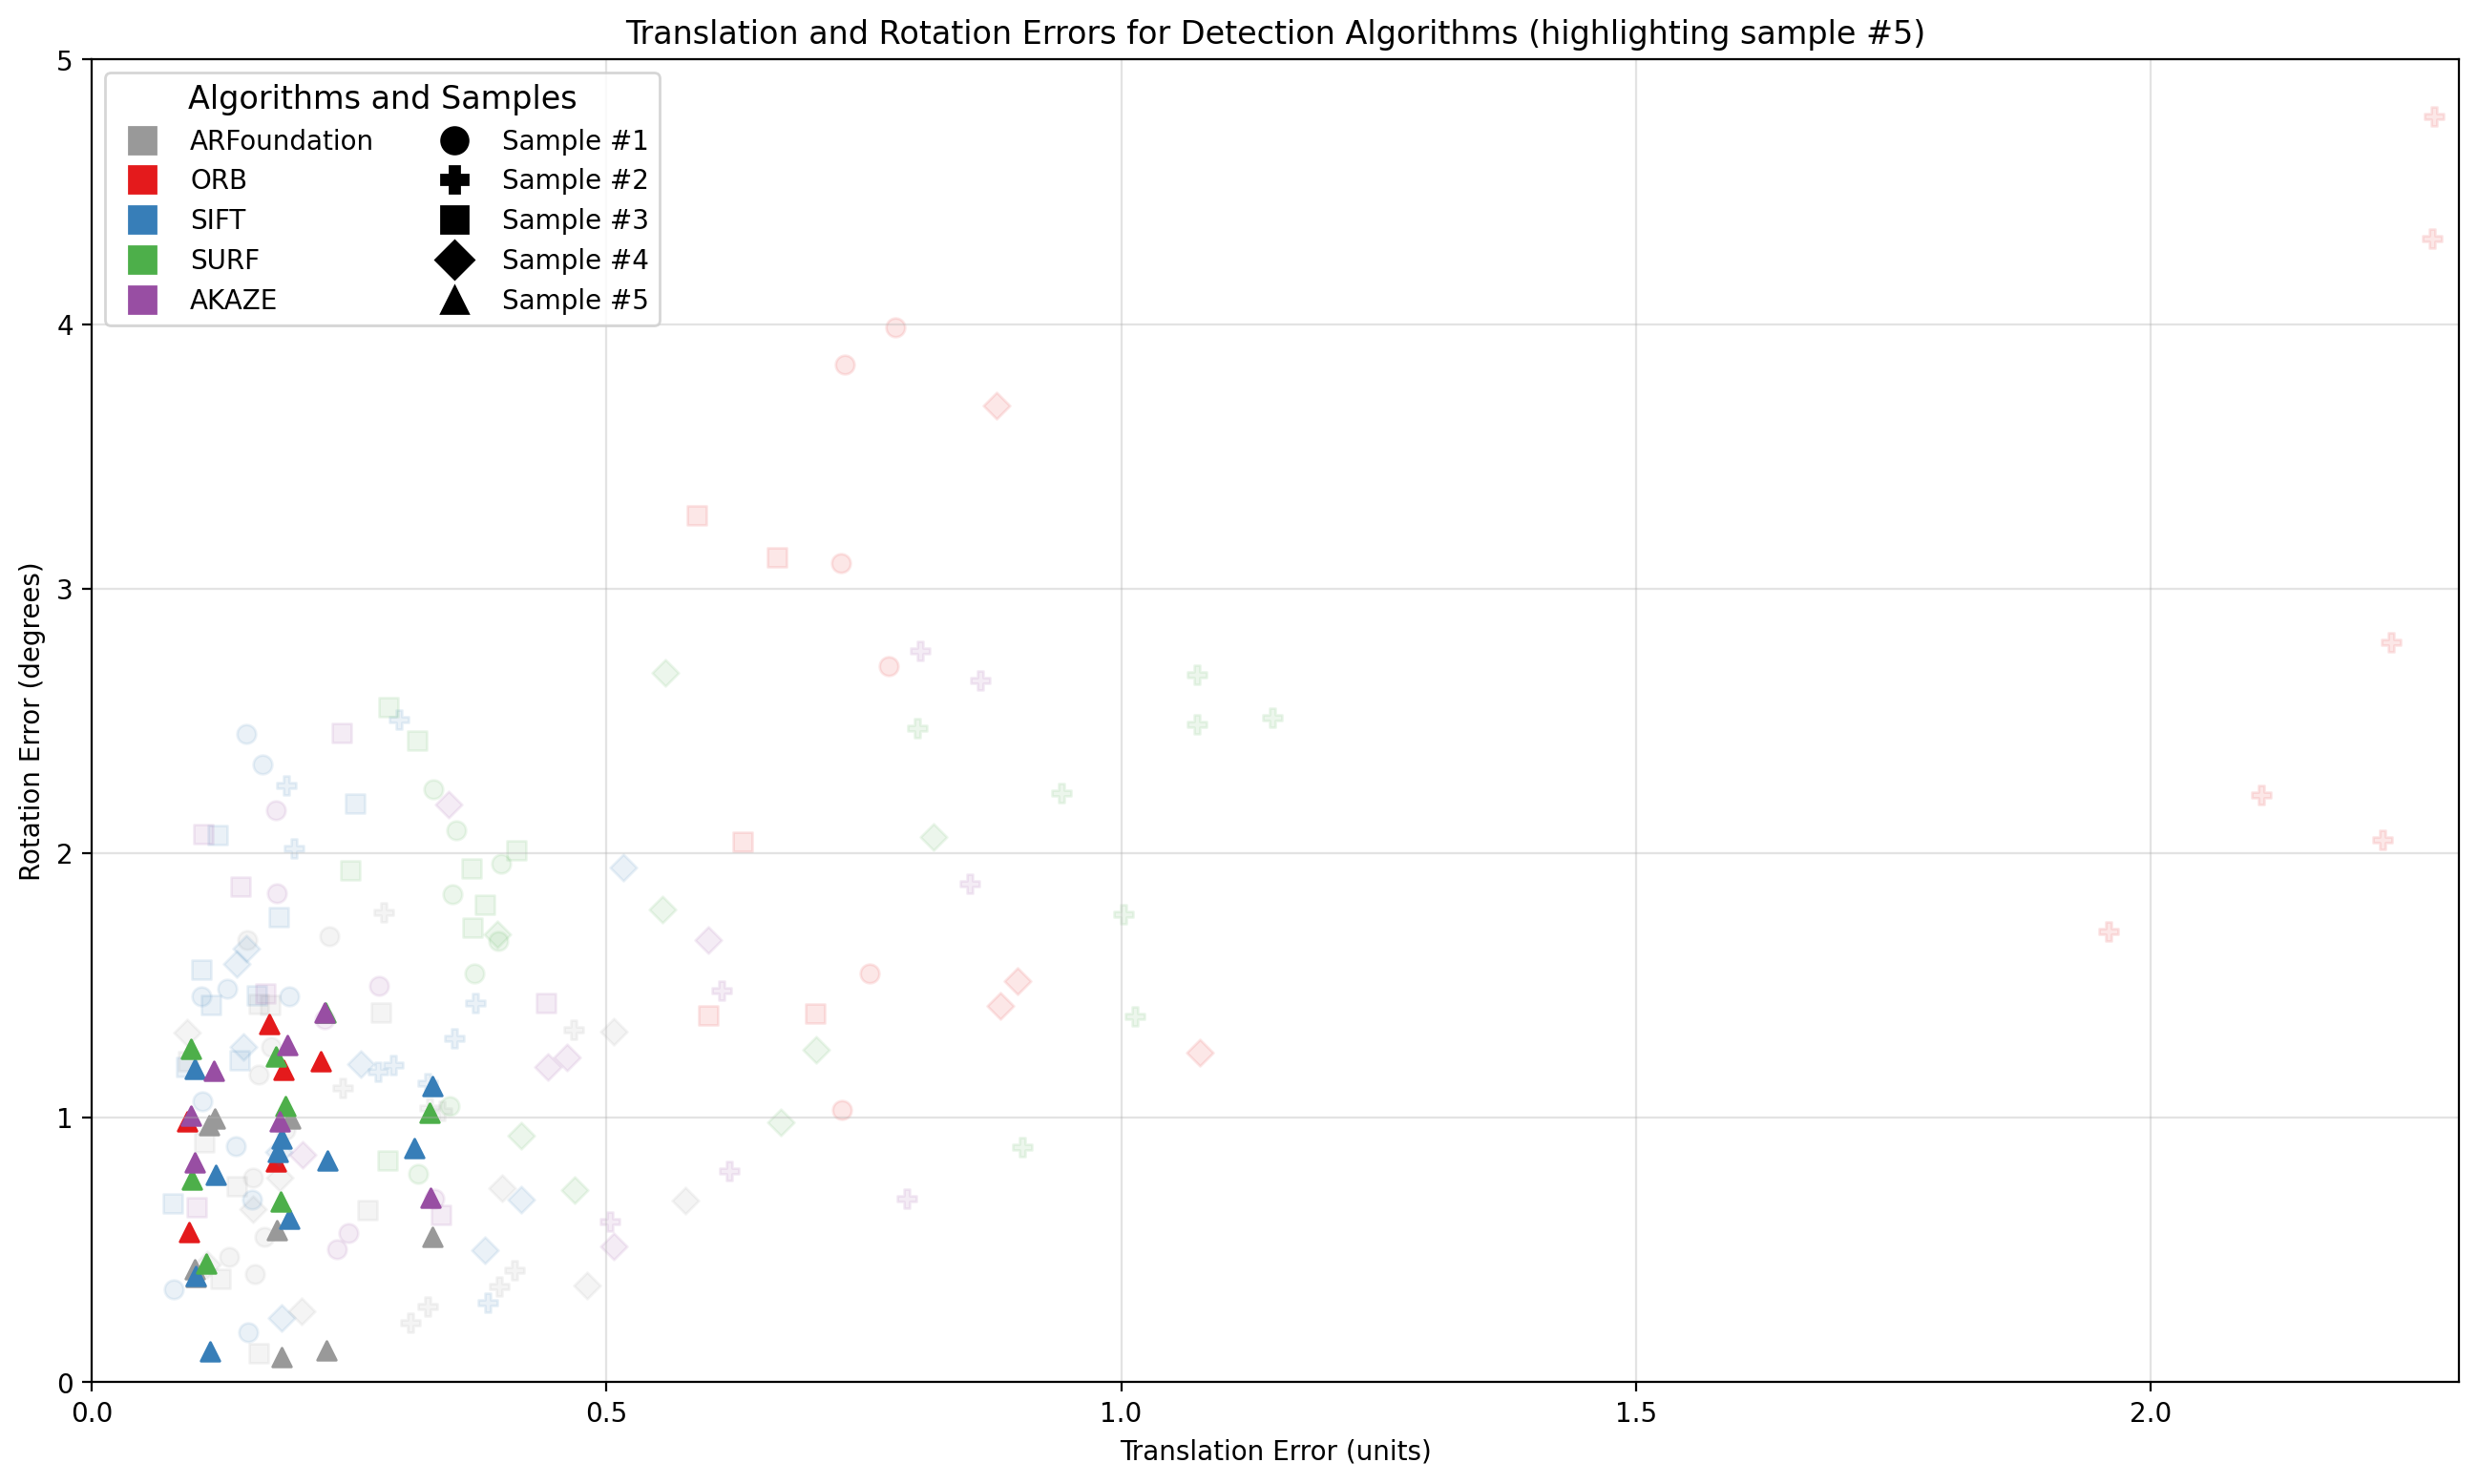 Translation and Rotation Errors for Detection Algorithms (highlighting sample #5)
Algorithms and Samples
ARFoundation
ORB
SIFT
SURF
AKAZE
Sample #1
Sample #2
Sample #3
Sample #4
Sample #5
Rotation Error (degrees)
5
4
3
2
1
0
0.0 0.5 1.0 1.5 2.0
Translation Error (units)